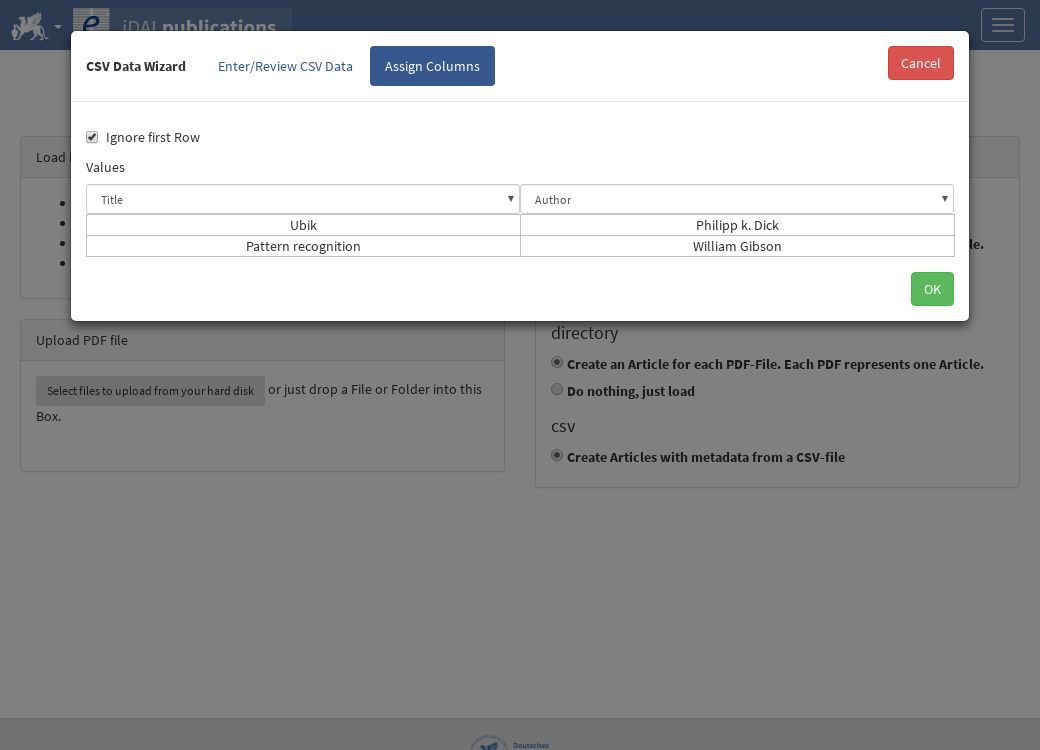 iDAI.publications
CSV Data Wizard
Enter/Review CSV Data
Assign Columns
Cancel
Ignore first Row
Values
Title
Author
Ubik
Philipp k. Dick
Pattern recognition
William Gibson
OK
Load
le.
Upload PDF file
Select files to upload from your hard disk or just drop a File or Folder into this
Box.
directory
Create an Article for each PDF-File. Each PDF represents one Article.
Do nothing, just load
CSV
Create Articles with metadata from a CSV-file
Deutsches